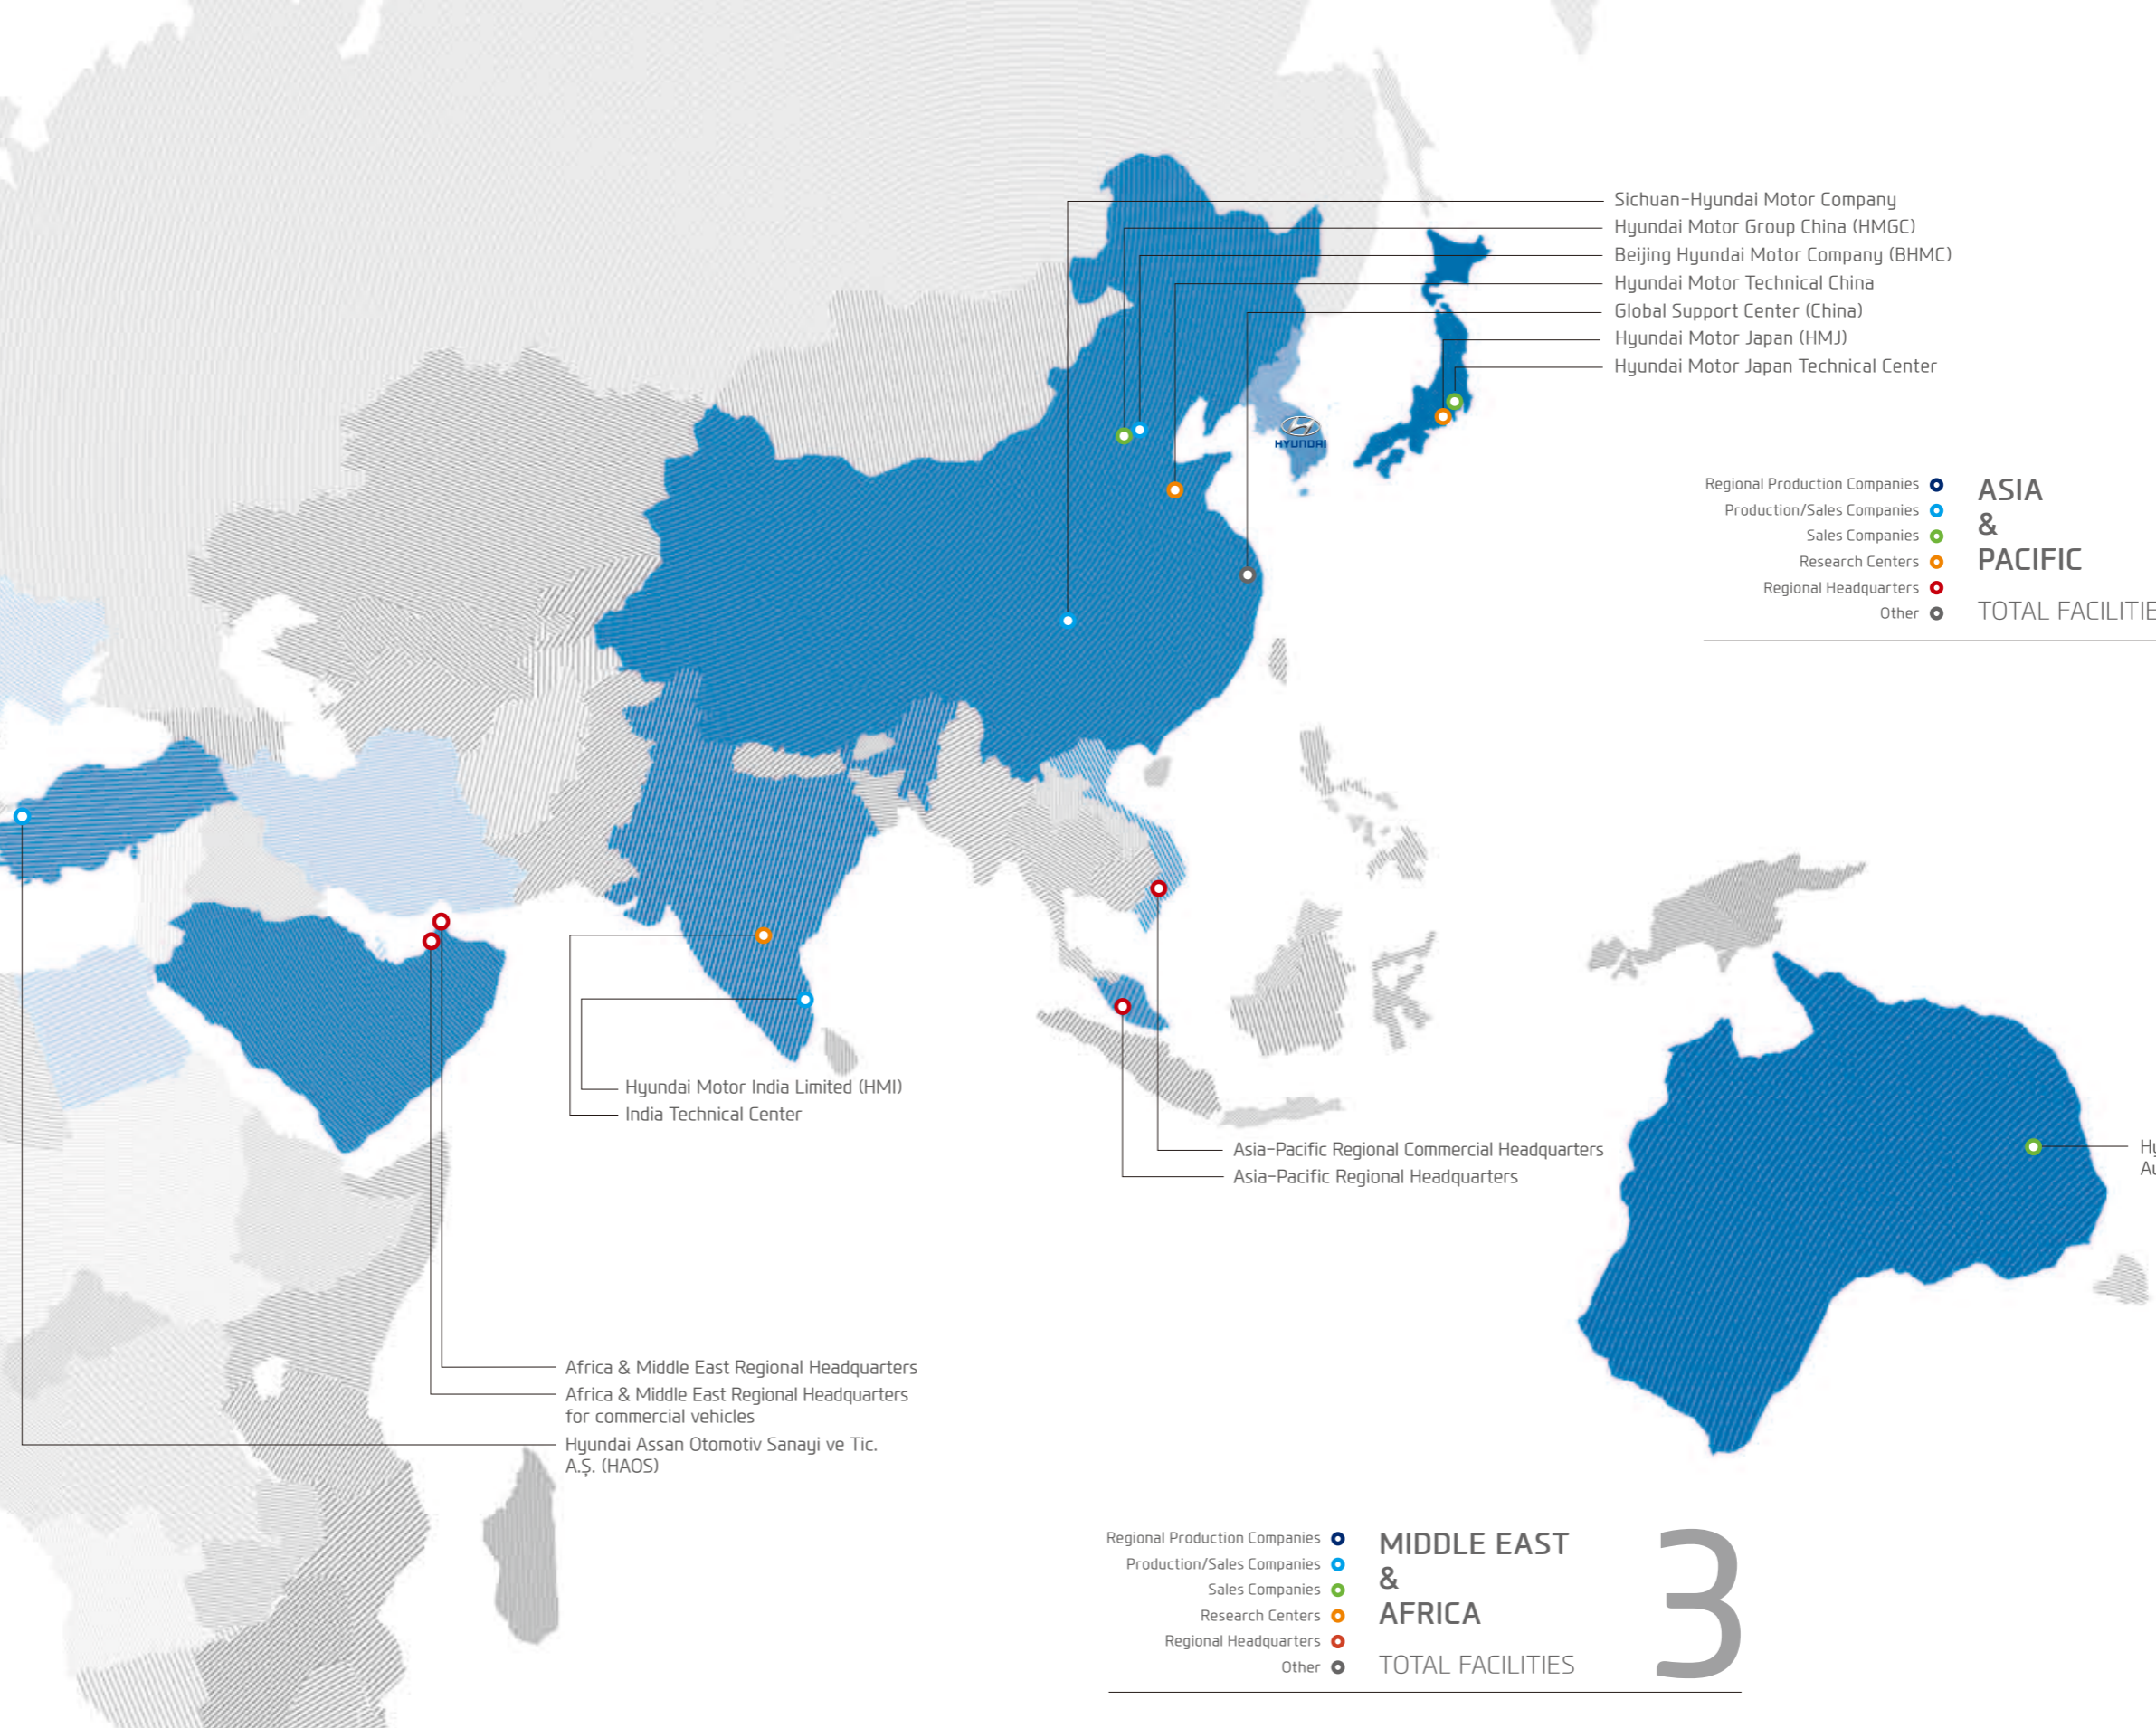 Sichuan-Hyundai Motor Company
Hyundai Motor Group China (HMGC)
Beijing Hyundai Motor Company (BHMC)
Hyundai Motor Technical China
Global Support Center (China)
Hyundai Motor Japan (HMJ)
Hyundai Motor Japan Technical Center
HYUNDAI
Regional Production Companies
Production/Sales Companies
Sales Companies
Research Centers
Regional Headquarters
Other
ASIA
&
PACIFIC
TOTAL FACILITIE
Hyundai Motor India Limited (HMI)
India Technical Center
Asia-Pacific Regional Commercial Headquarters
Asia-Pacific Regional Headquarters
Hy
Au
Africa & Middle East Regional Headquarters
Africa & Middle East Regional Headquarters
for commercial vehicles
Hyundai Assan Otomotiv Sanayi ve Tic.
A.Ş. (HAOS)
Regional Production Companies
Production/Sales Companies
Sales Companies
Research Centers
Regional Headquarters
Other
MIDDLE EAST
&
AFRICA
TOTAL FACILITIES
3